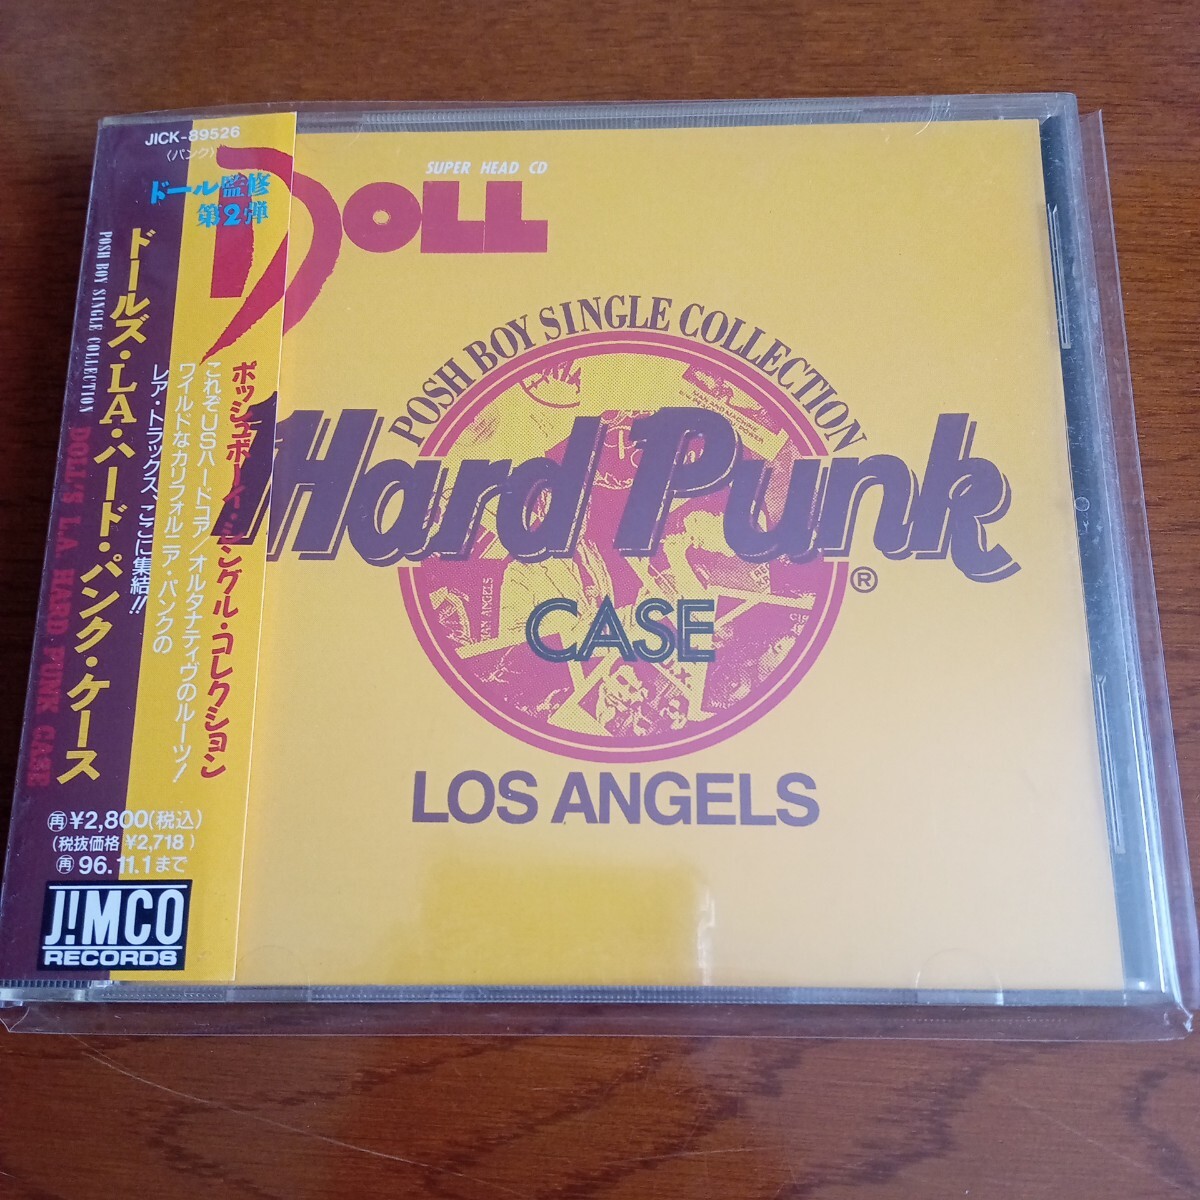 JICK-89526
〈パンク〉
ドール監修
第2弾
ドールズ・LA・ハード・パンク・ケース
POSH BOY SINGLE COLLECTION
DOLL'S L.A. HARD PUNK CASE
ポッシュボーイ・シングル・コレクション
これぞUSハードコア/オルタナティヴのルーツ!
ワイルドなカリフォルニア・パンクの
レア・トラックス、ここに集結!!
再¥2,800(税込)
(税抜価格 ¥2,718)
再96.11.1まで
J!MCO
RECORDS
SUPER HEAD CD
DOLL
POSH BOY SINGLE COLLECTION
Hard Punk
®
CASE
LOS ANGELS